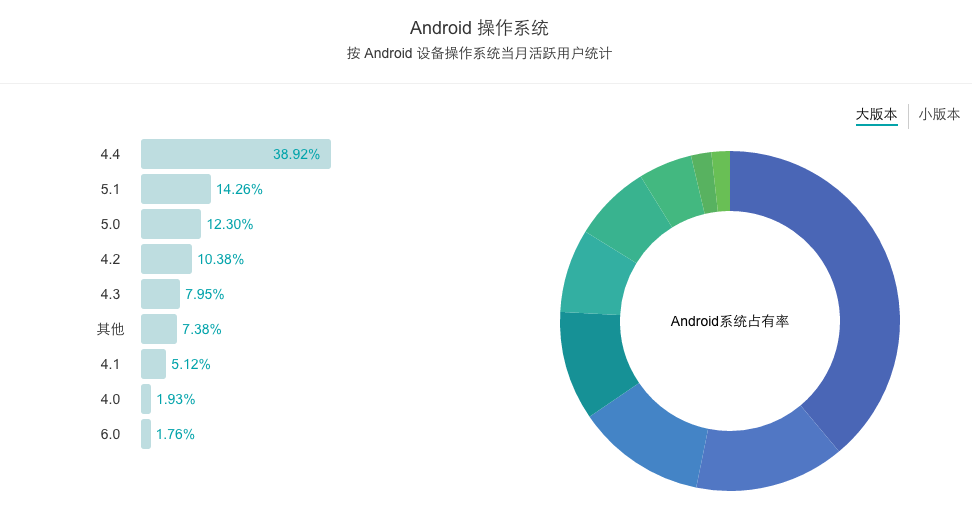 Android 操作系统
按 Android 设备操作系统当月活跃用户统计
大版本 小版本
4.4 38.92%
5.1 14.26%
5.0 12.30%
4.2 10.38%
4.3 7.95%
其他 7.38%
4.1 5.12%
4.0 1.93%
6.0 1.76%
Android系统占有率